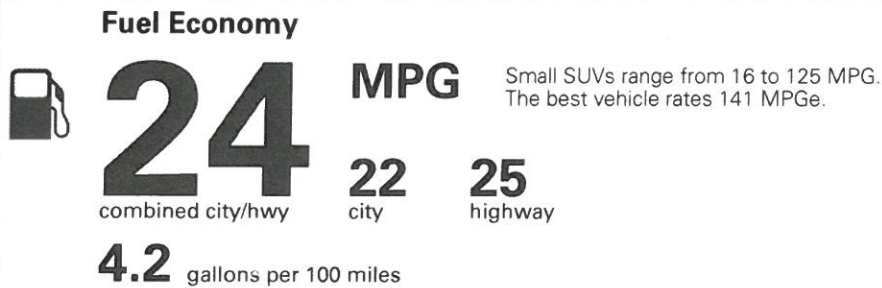 Fuel Economy
24
combined city/hwy
MPG
22
city
25
highway
Small SUVs range from 16 to 125 MPG.
The best vehicle rates 141 MPGe.
4.2 gallons per 100 miles